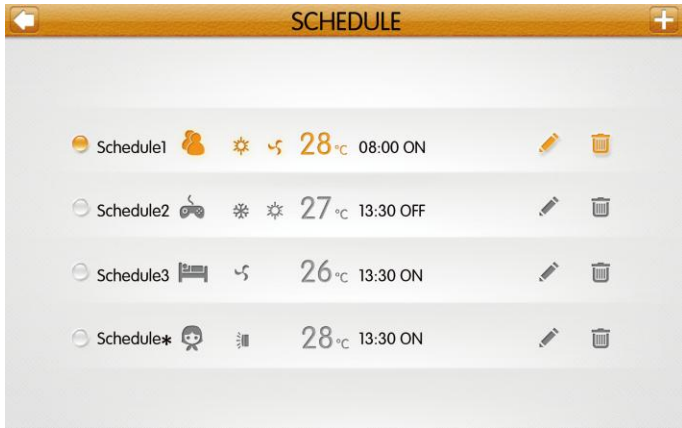 SCHEDULE
Schedule1 28°C 08:00 ON
Schedule2 27°C 13:30 OFF
Schedule3 26°C 13:30 ON
Schedule* 28°C 13:30 ON